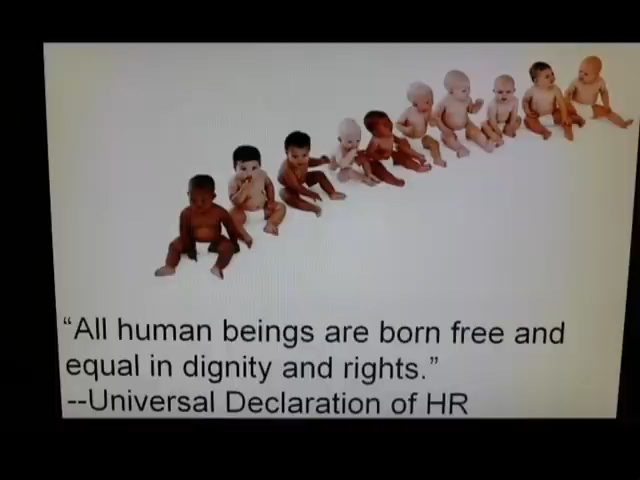 “All human beings are born free and
equal in dignity and rights.”
--Universal Declaration of HR